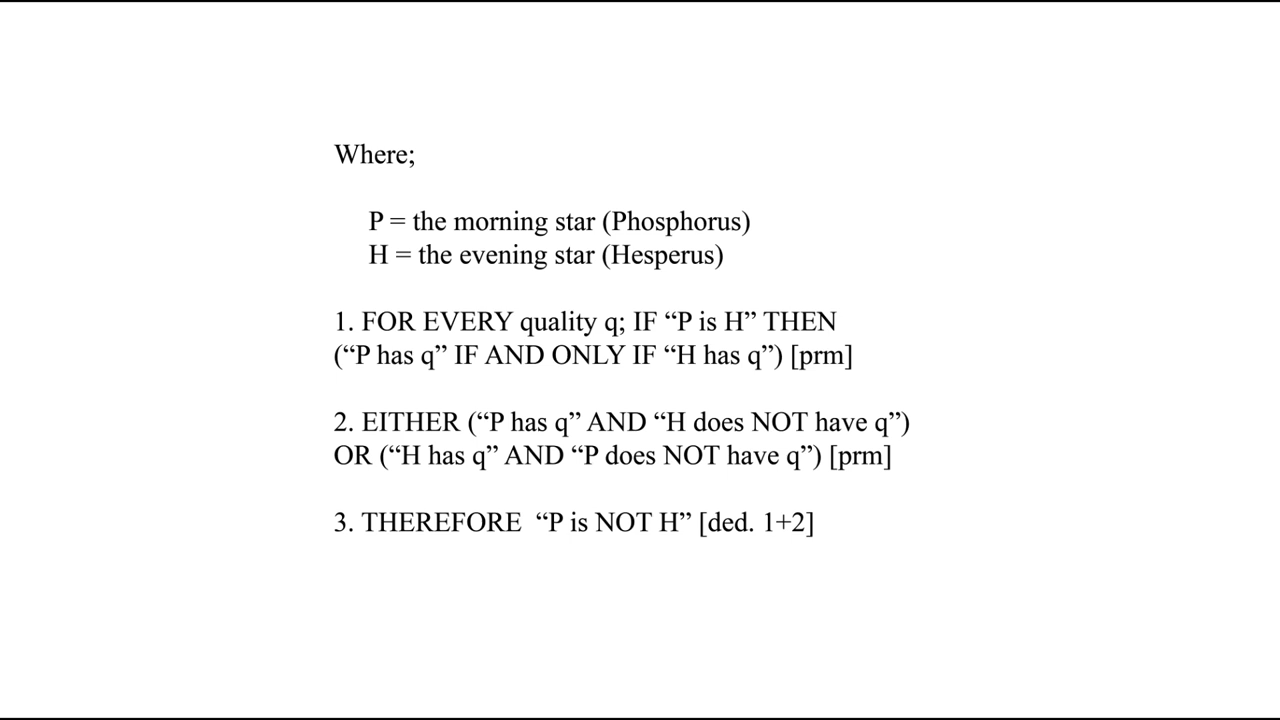 Where;
P = the morning star (Phosphorus)
H = the evening star (Hesperus)
1. FOR EVERY quality q; IF “P is H” THEN
(“P has q” IF AND ONLY IF “H has q”) [prm]
2. EITHER (“P has q” AND “H does NOT have q”)
OR (“H has q” AND “P does NOT have q”) [prm]
3. THEREFORE  “P is NOT H” [ded. 1+2]